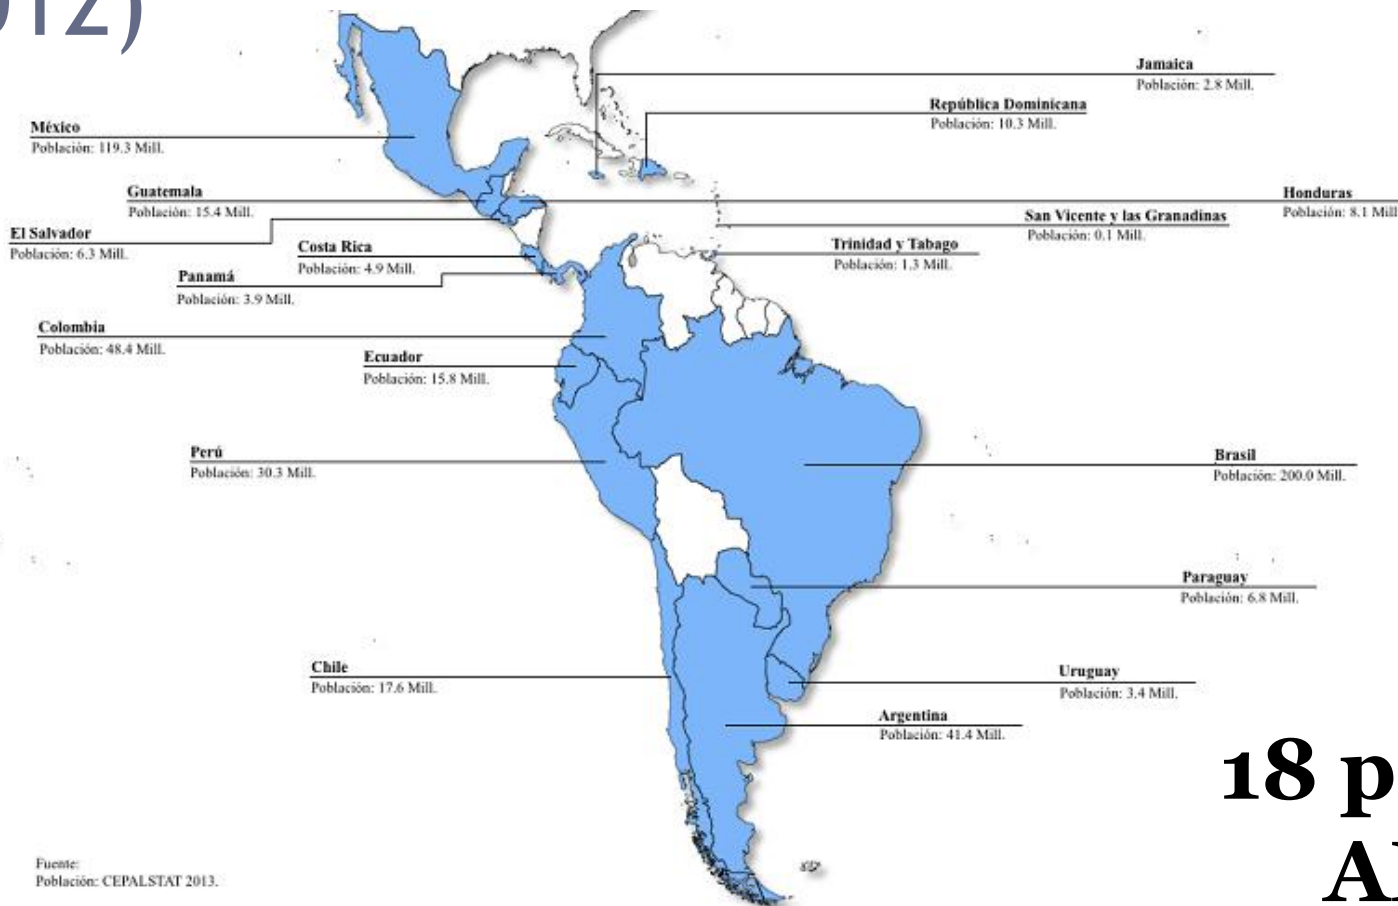 012)
Jamaica
Población: 2.8 Mill.
República Dominicana
Población: 10.3 Mill.
México
Población: 119.3 Mill.
Guatemala
Población: 15.4 Mill.
Honduras
Población: 8.1 Mill
San Vicente y las Granadinas
Población: 0.1 Mill.
El Salvador
Población: 6.3 Mill.
Costa Rica
Población: 4.9 Mill.
Trinidad y Tabago
Población: 1.3 Mill.
Panamá
Población: 3.9 Mill.
Colombia
Población: 48.4 Mill.
Ecuador
Población: 15.8 Mill.
Perú
Población: 30.3 Mill.
Brasil
Población: 200.0 Mill.
Paraguay
Población: 6.8 Mill.
Chile
Población: 17.6 Mill.
Uruguay
Población: 3.4 Mill.
Argentina
Población: 41.4 Mill.
18 p
Fuente:
Población: CEPALSTAT 2013.